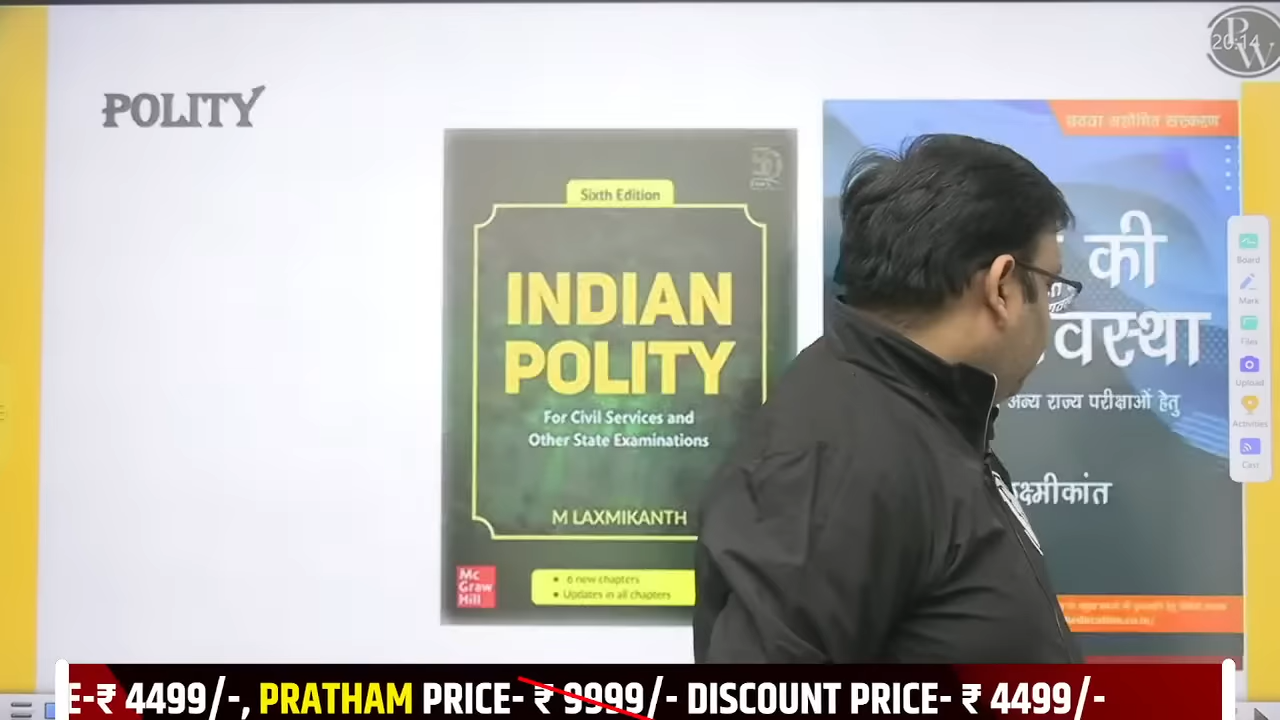 PW
20:14
POLITY
Sixth Edition
INDIAN
POLITY
For Civil Services and
Other State Examinations
M LAXMIKANTH
Mc
Graw
Hill
• 6 new chapters
• Updates in all chapters
की
वस्था
अन्य राज्य परीक्षाओं हेतु
क्ष्मीकांत
Board
Mark
Files
Upload
Activities
Cast
E-₹ 4499/-, PRATHAM PRICE- ₹ 9999/- DISCOUNT PRICE- ₹ 4499/-